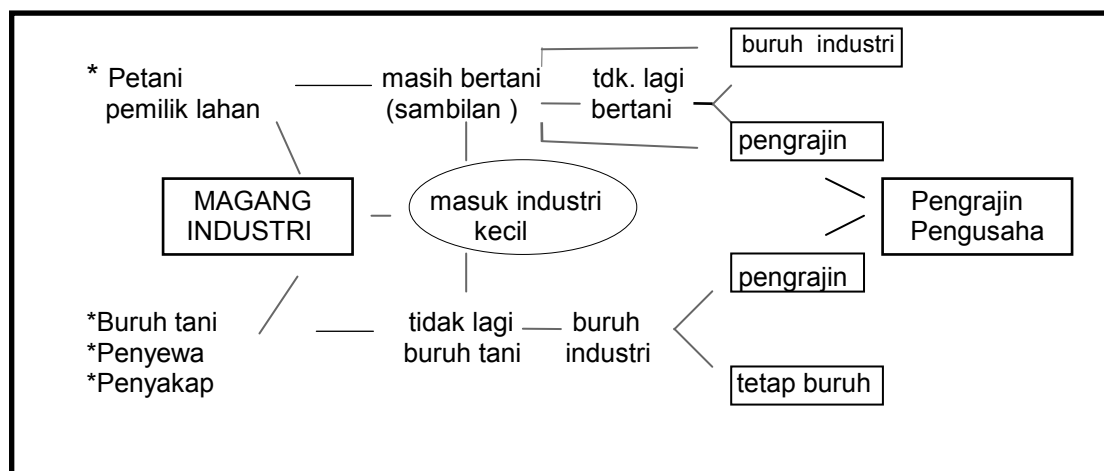 * Petani
pemilik lahan
masih bertani
(sambilan )
tdk. lagi
bertani
buruh industri
pengrajin
MAGANG
INDUSTRI
masuk industri
kecil
Pengrajin
Pengusaha
pengrajin
*Buruh tani
*Penyewa
*Penyakap
tidak lagi
buruh tani
buruh
industri
tetap buruh